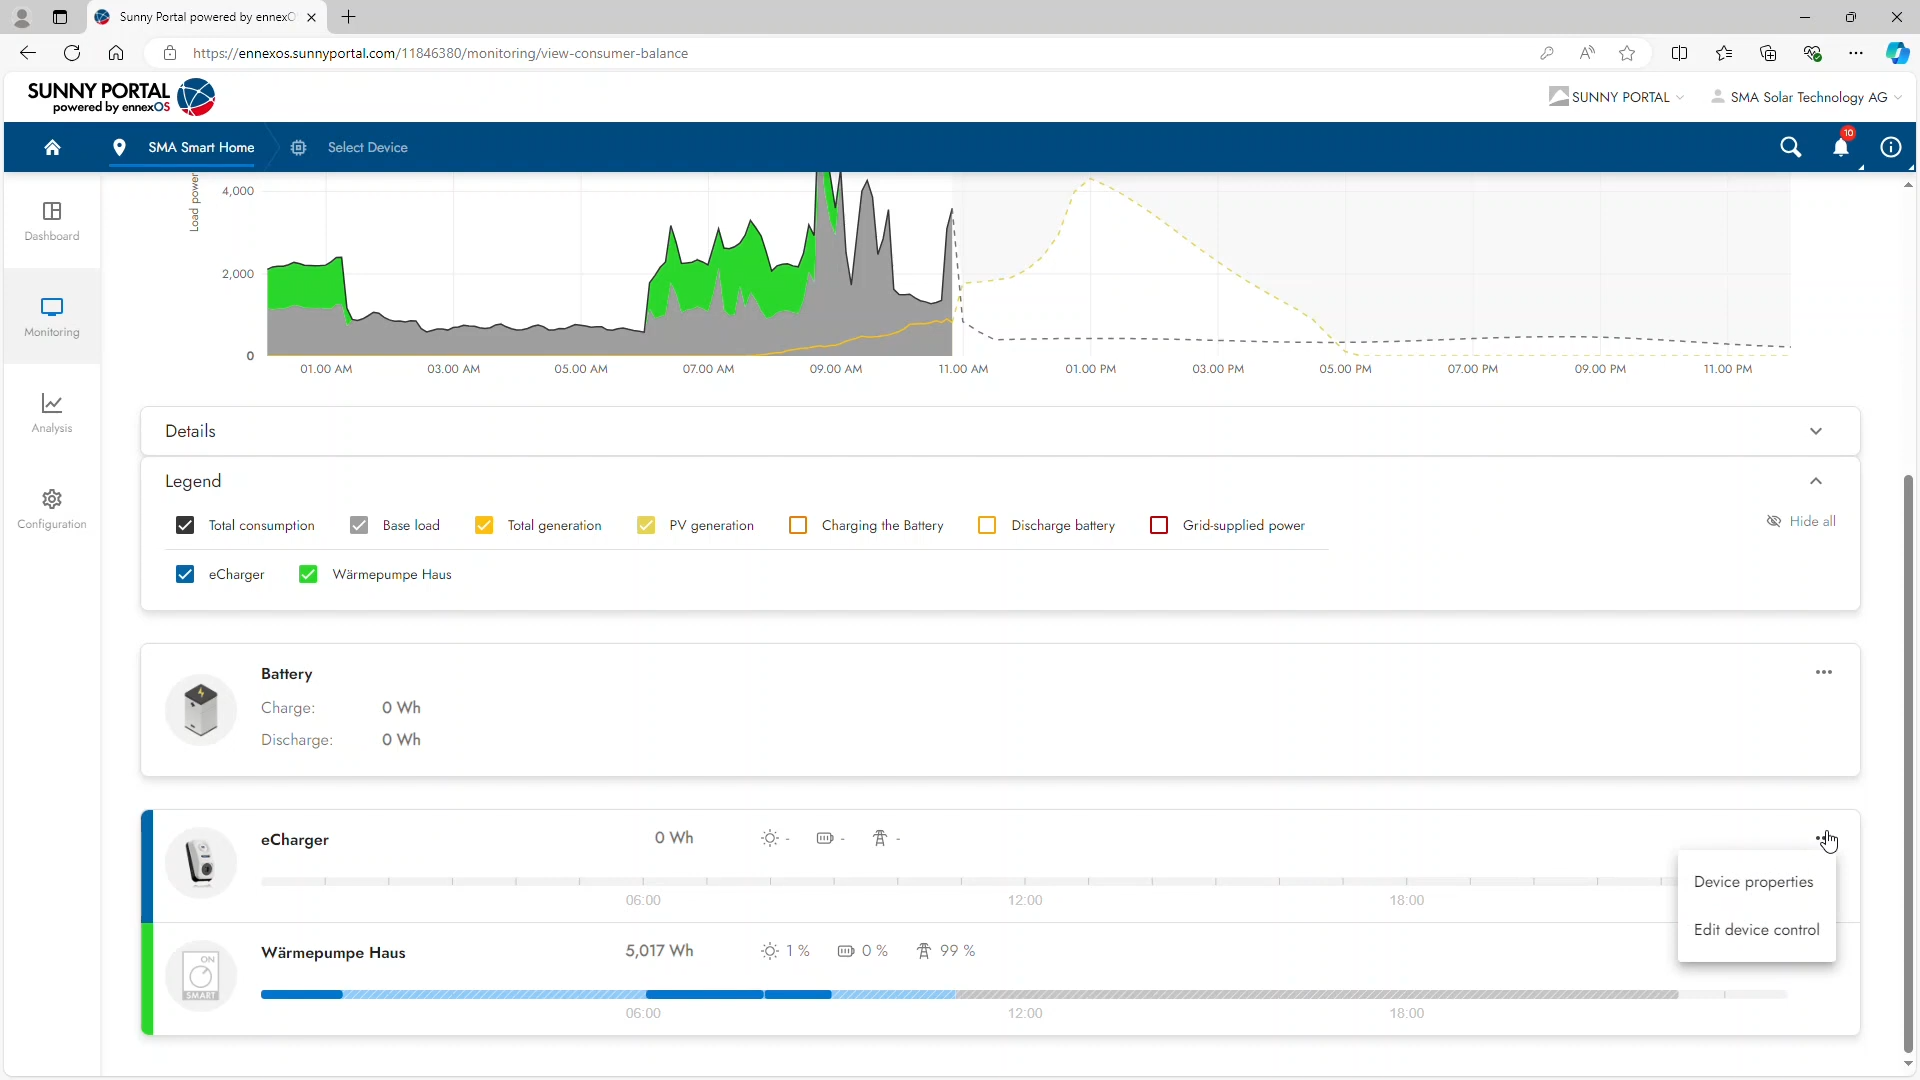 Sunny Portal powered by ennexO
https://ennexos.sunnyportal.com/11846380/monitoring/view-consumer-balance
SUNNY PORTAL
powered by ennexOS
SUNNY PORTAL
SMA Solar Technology AG
SMA Smart Home
Select Device
10
Dashboard
Monitoring
Analysis
Configuration
Load power
4,000
2,000
0
01.00 AM 03.00 AM 05.00 AM 07.00 AM 09.00 AM 11.00 AM 01.00 PM 03.00 PM 05.00 PM 07.00 PM 09.00 PM 11.00 PM
Details
Legend
Total consumption Base load Total generation PV generation Charging the Battery Discharge battery Grid-supplied power
Hide all
eCharger Wärmepumpe Haus
Battery
Charge: 0 Wh
Discharge: 0 Wh
eCharger 0 Wh - - -
06:00 12:00 18:00
Device properties
Edit device control
Wärmepumpe Haus 5,017 Wh 1 % 0 % 99 %
ON
SMART
06:00 12:00 18:00